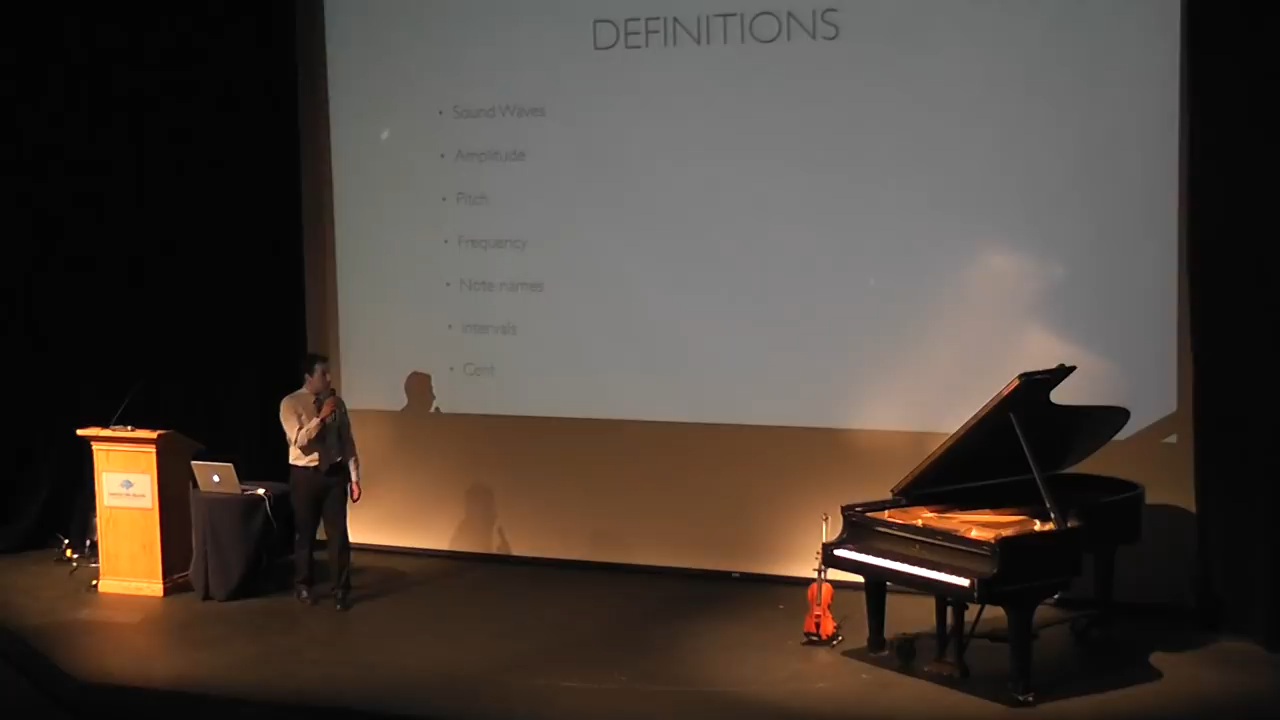 DEFINITIONS
• Sound Waves
• Amplitude
• Pitch
• Frequency
• Note names
• Intervals
• Cent